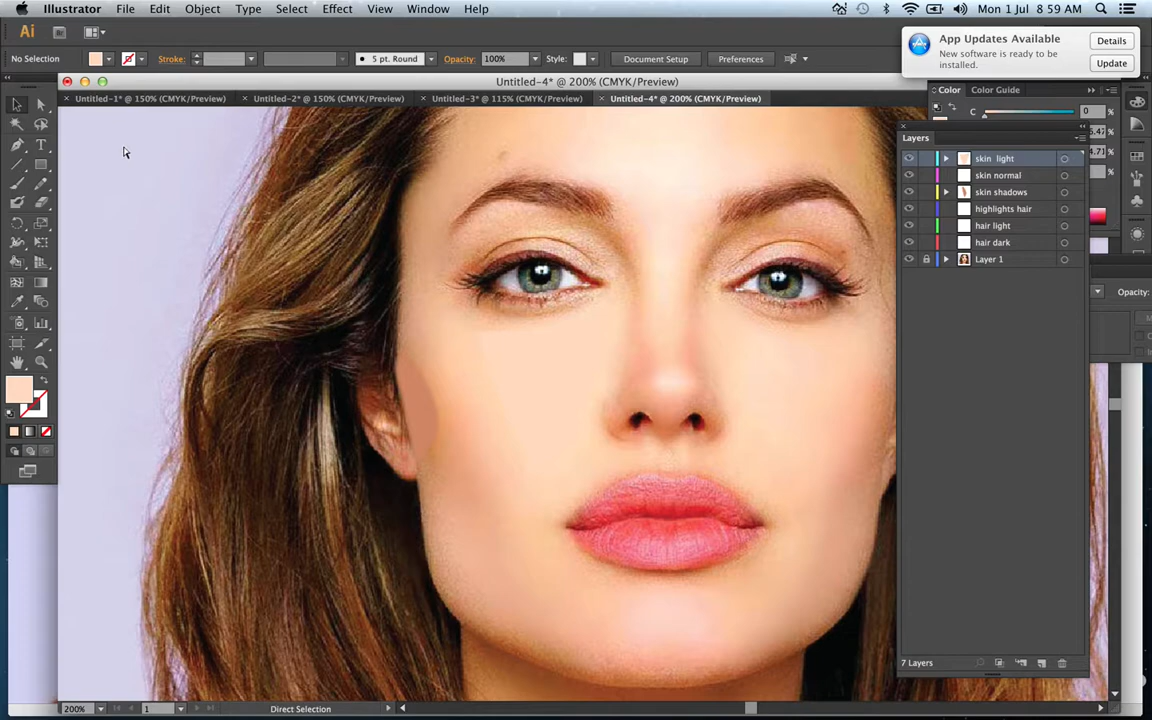 Illustrator File Edit Object Type Select Effect View Window Help Mon 1 Jul 8:59 AM
Ai
App Updates Available
New software is ready to be installed.
Details
Update
No Selection Stroke: 5 pt. Round Opacity: 100% Style: Document Setup Preferences
Untitled-4* @ 200% (CMYK/Preview)
Untitled-1* @ 150% (CMYK/Preview) Untitled-2* @ 150% (CMYK/Preview) Untitled-3* @ 115% (CMYK/Preview) Untitled-4* @ 200% (CMYK/Preview)
Color Color Guide
C 0 %
Layers
skin light
skin normal
skin shadows
highlights hair
hair light
hair dark
Layer 1
Opacity:
7 Layers
200% 1 Direct Selection